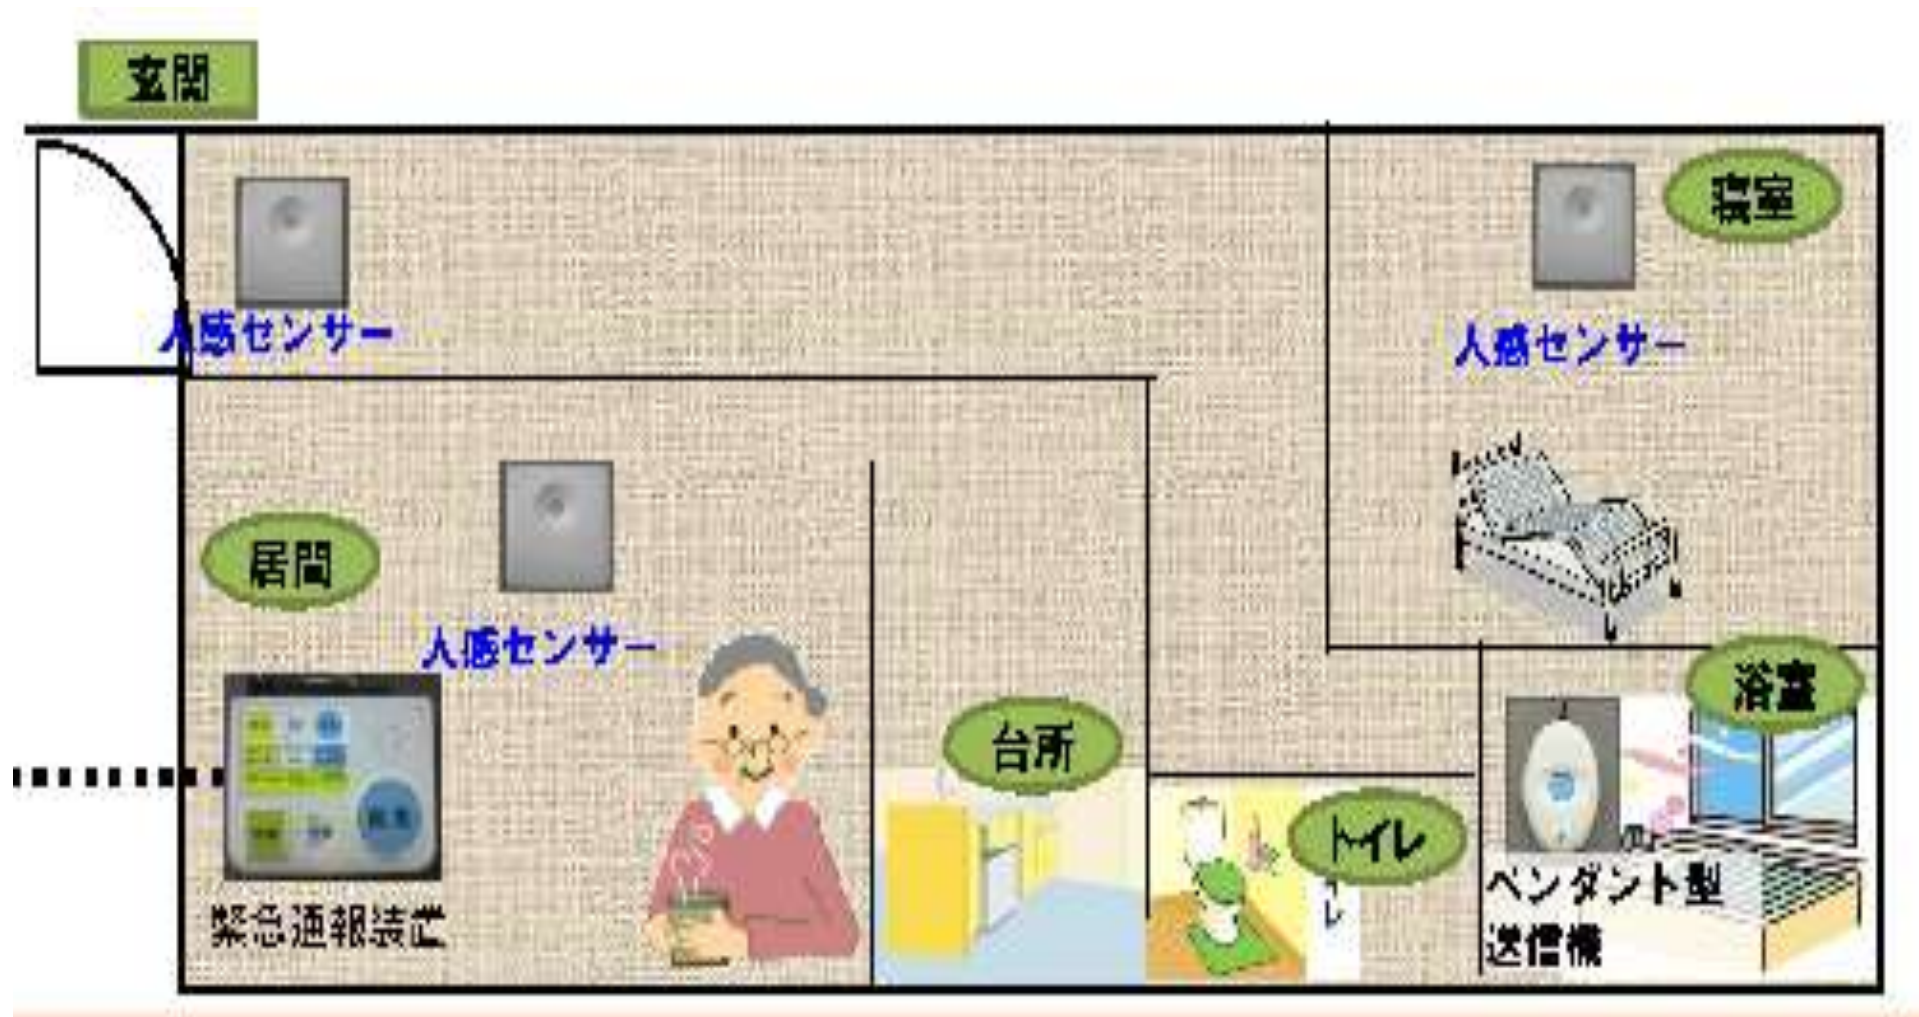 玄関
寝室
人感センサー
人感センサー
居間
人感センサー
浴室
台所
トイレ
緊急通報装置
ペンダント型
送信機